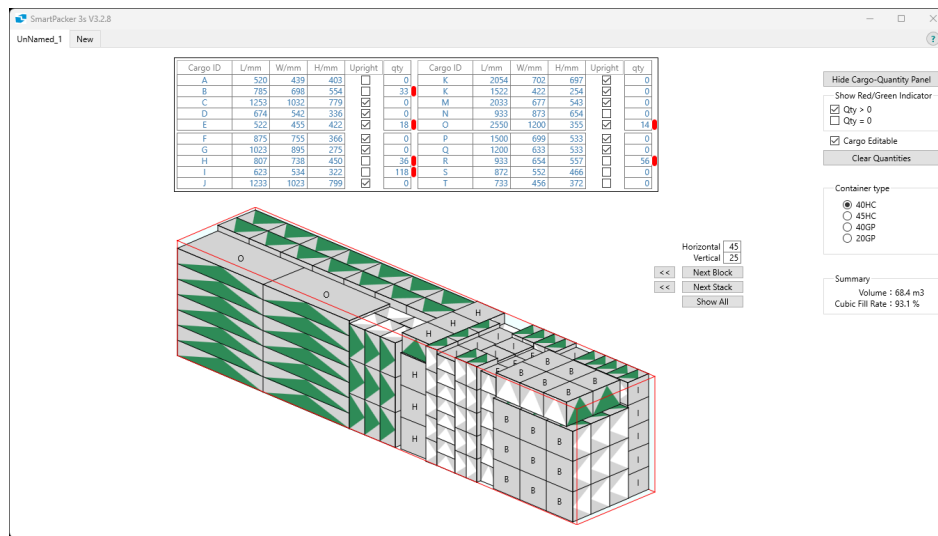 SmartPacker 3s V3.2.8
UnNamed_1 New
?
Cargo ID L/mm W/mm H/mm Upright qty Cargo ID L/mm W/mm H/mm Upright qty
A 520 439 403 0 K 2054 702 697 0
B 785 698 554 33 K 1522 422 254 0
C 1253 1032 779 0 M 2033 677 543 0
D 674 542 336 0 N 933 873 654 0
E 522 455 422 18 O 2550 1200 355 14
F 875 755 366 0 P 1500 699 533 0
G 1023 895 275 0 Q 1200 633 533 0
H 807 738 450 36 R 933 654 557 56
I 623 534 322 118 S 872 552 466 0
J 1233 1023 799 0 T 733 456 372 0
Hide Cargo-Quantity Panel
Show Red/Green Indicator
Qty > 0
Qty = 0
Cargo Editable
Clear Quantities
Container type
40HC
45HC
40GP
20GP
Horizontal 45
Vertical 25
<< Next Block
<< Next Stack
Show All
Summary
Volume : 68.4 m3
Cubic Fill Rate : 93.1 %
O
O
H
H
H
H
H
H
I
I
I
I
I
B B B
B B B
B B B
B B B
B B B
I
I
I
I
I